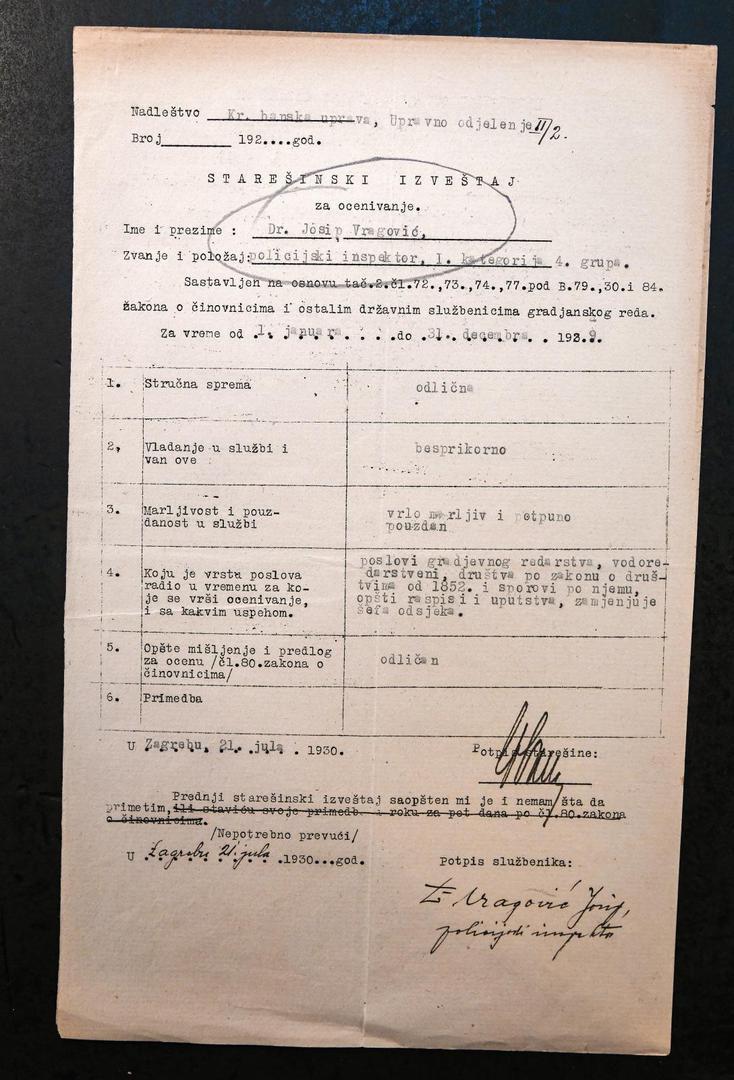 Nadleštvo Kr. banska uprava, Upravno odjelenje II/2.
Broj________ 192....god.
STAREŠINSKI IZVEŠTAJ
za ocenivanje.
Ime i prezime : Dr. Josip Vragović,
Zvanje i položaj:policijski inspektor, I. kategorija 4. grupa.
Sastavljen na osnovu tač.2.čl.72.,73.,74.,77.pod B.79.,30.i 84.
zakona o činovnicima i ostalim državnim službenicima gradjanskog reda.
Za vreme od 1. januara do 31. decembra 1929.
1. Stručna sprema odlična
2, Vladanje u službi i besprikorno
van ove
3. Marljivost i pouz- vrlo marljiv i potpuno
danost u službi pouzdan
4. Koju je vrstu poslova
radio u vremenu za ko-
je se vrši ocenivanje,
i sa kakvim uspehom.
poslovi gradjevnog redarstva, vodore-
darstveni, društva po zakonu o druš-
tvima od 1852. i sporovi po njemu,
opšti raspisi i uputstva, zamjenjuje
šefa odsjeka.
5. Opšte mišljenje i predlog
za ocenu /čl.80.zakona o
činovnicima/
odličan
6. Primedba
U Zagrebu, 21. jula . 1930.
Potpis starešine:
Prednji starešinski izveštaj saopšten mi je i nemam šta da
primetim,ili staviću svoje primedb. u roku za pet dana po čl.80.zakona
o činovnicima.
/Nepotrebno prevući/
U Zagrebu 21. jula .1930...god.
Potpis službenika:
Dr Vragović Josip,
policijski inspektor